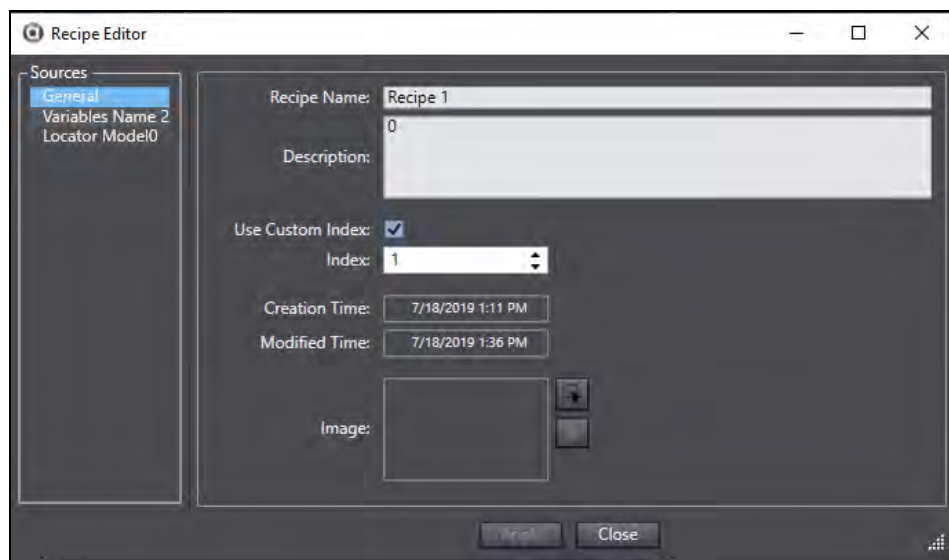 Recipe Editor
Sources
General
Variables Name 2
Locator Model0
Recipe Name: Recipe 1
Description: 0
Use Custom Index:
Index: 1
Creation Time: 7/18/2019 1:11 PM
Modified Time: 7/18/2019 1:36 PM
Image:
Close